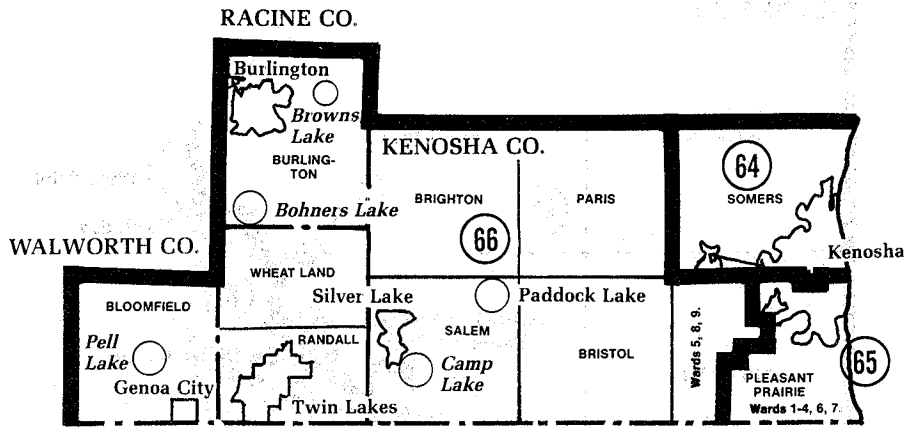 RACINE CO.
Burlington
Browns
Lake
BURLING-
TON
KENOSHA CO.
64
SOMERS
BRIGHTON
PARIS
Bohners Lake
66
WALWORTH CO.
Kenosha
WHEAT LAND
BLOOMFIELD
Silver Lake
Paddock Lake
Pell
Lake
RANDALL
SALEM
Camp
Lake
BRISTOL
Wards 5, 8, 9.
65
Genoa City
Twin Lakes
PLEASANT
PRAIRIE
Wards 1-4, 6, 7.